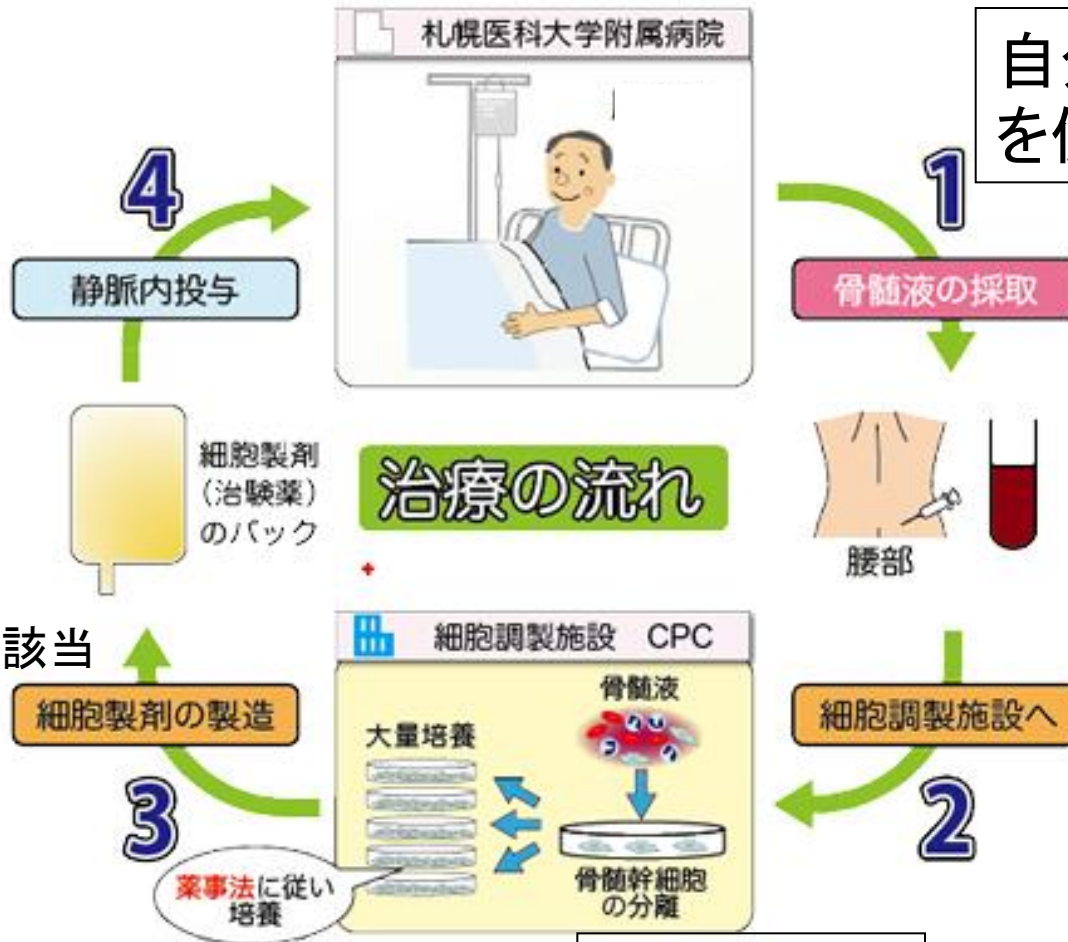 札幌医科大学附属病院
自
を
1
骨髄液の採取
腰部
細胞調製施設へ
2
細胞調製施設 CPC
骨髄液
骨髄幹細胞
の分離
大量培養
薬事法に従い
培養
3
該当
細胞製剤の製造
細胞製剤
(治験薬)
のバック
4
静脈内投与
治療の流れ